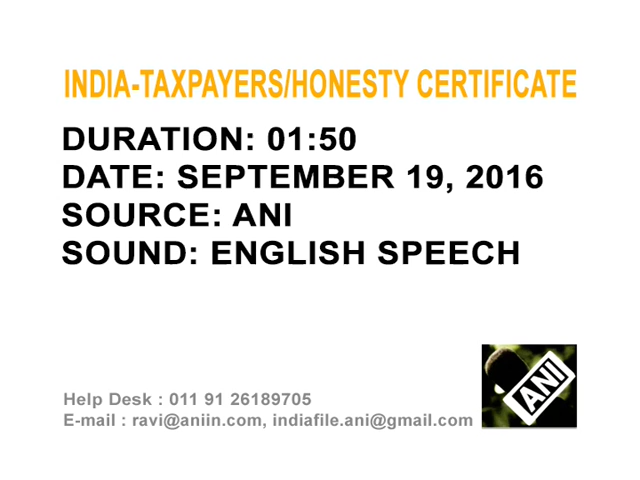 INDIA-TAXPAYERS/HONESTY CERTIFICATE
DURATION: 01:50
DATE: SEPTEMBER 19, 2016
SOURCE: ANI
SOUND: ENGLISH SPEECH
ANI
Help Desk : 011 91 26189705
E-mail : ravi@aniin.com, indiafile.ani@gmail.com